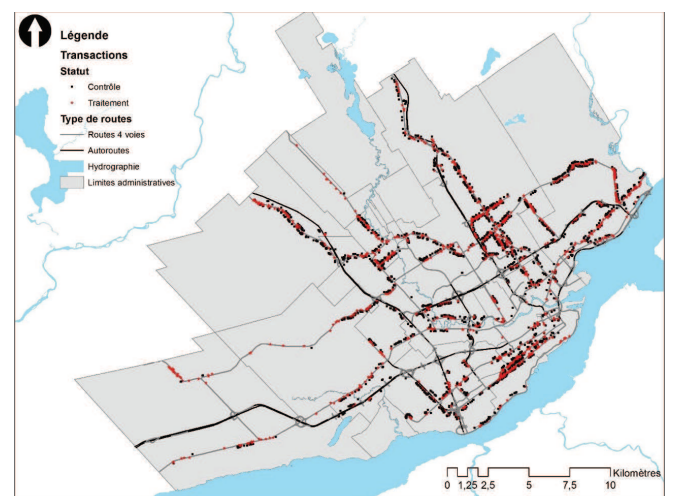 Légende
Transactions
Statut
Contrôle
Traitement
Type de routes
Routes 4 voies
Autoroutes
Hydrographie
Limites administratives
Kilomètres
0 1,25 2,5 5 7,5 10